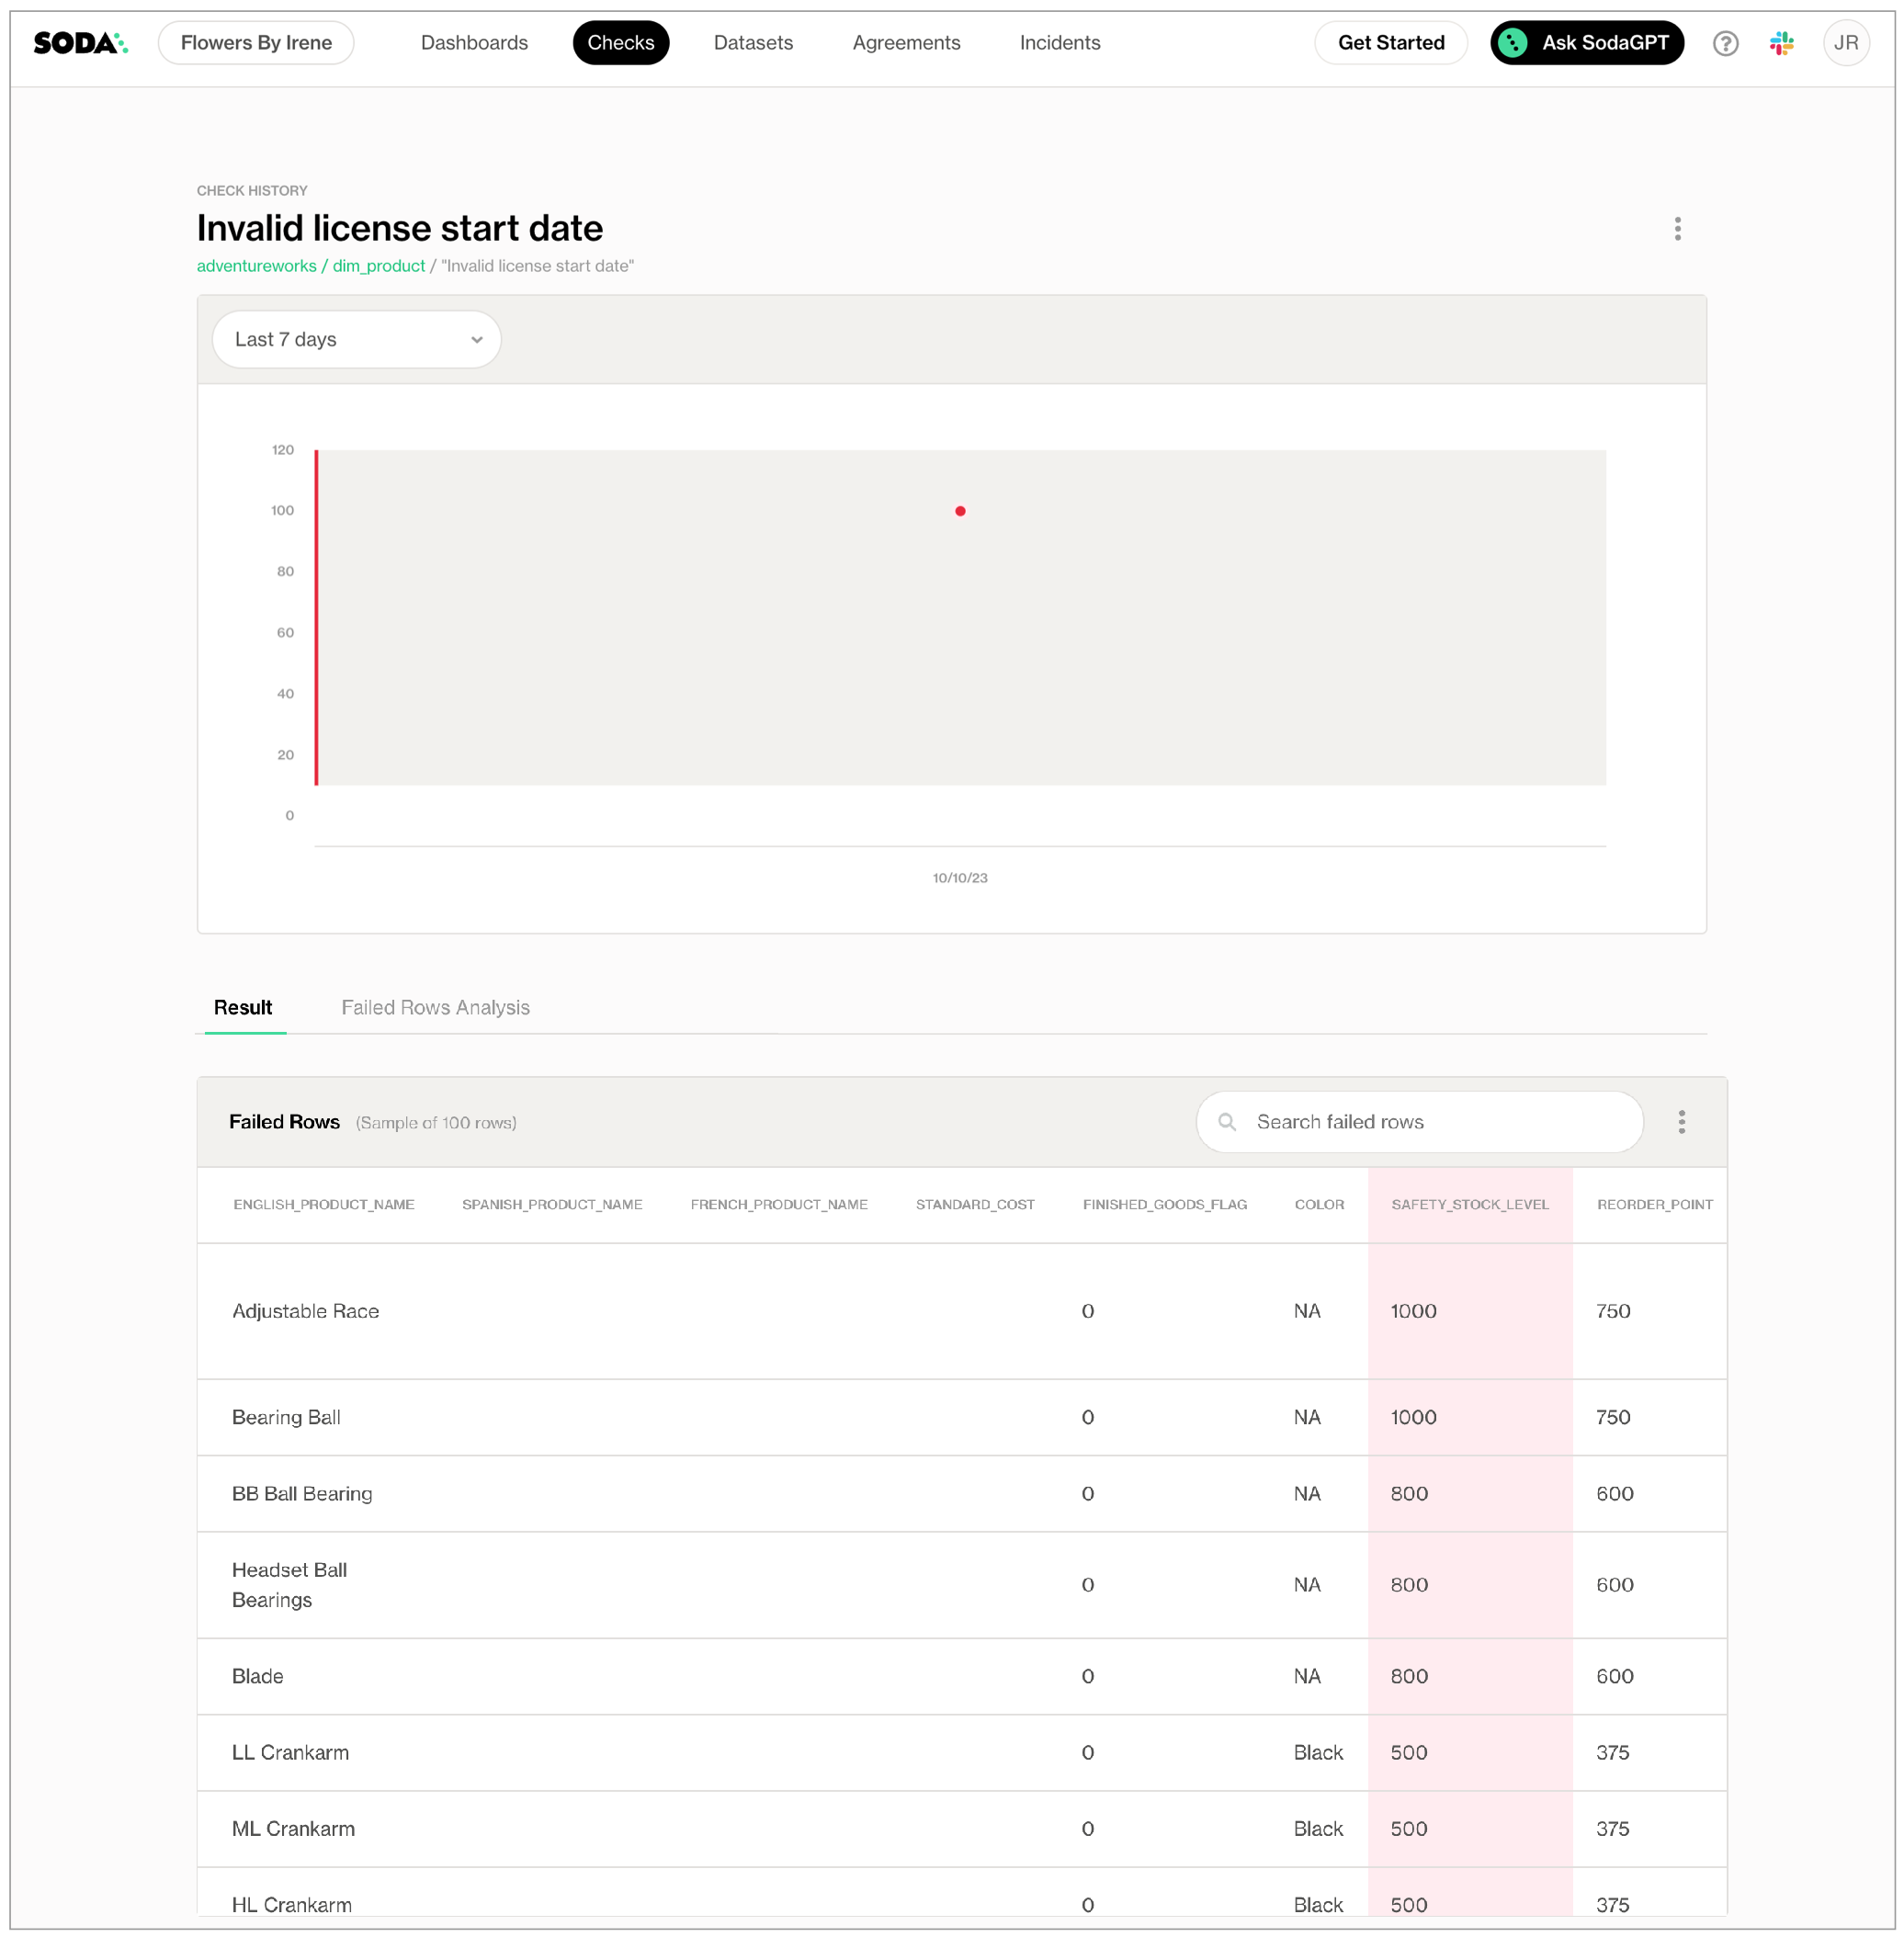 SODA Flowers By Irene Dashboards Checks Datasets Agreements Incidents Get Started Ask SodaGPT ? JR
CHECK HISTORY
Invalid license start date
adventureworks / dim_product / "Invalid license start date"
Last 7 days
120
100
80
60
40
20
0
10/10/23
Result Failed Rows Analysis
Failed Rows (Sample of 100 rows) Search failed rows
ENGLISH_PRODUCT_NAME SPANISH_PRODUCT_NAME FRENCH_PRODUCT_NAME STANDARD_COST FINISHED_GOODS_FLAG COLOR SAFETY_STOCK_LEVEL REORDER_POINT
Adjustable Race 0 NA 1000 750
Bearing Ball 0 NA 1000 750
BB Ball Bearing 0 NA 800 600
Headset Ball
Bearings 0 NA 800 600
Blade 0 NA 800 600
LL Crankarm 0 Black 500 375
ML Crankarm 0 Black 500 375
HL Crankarm 0 Black 500 375